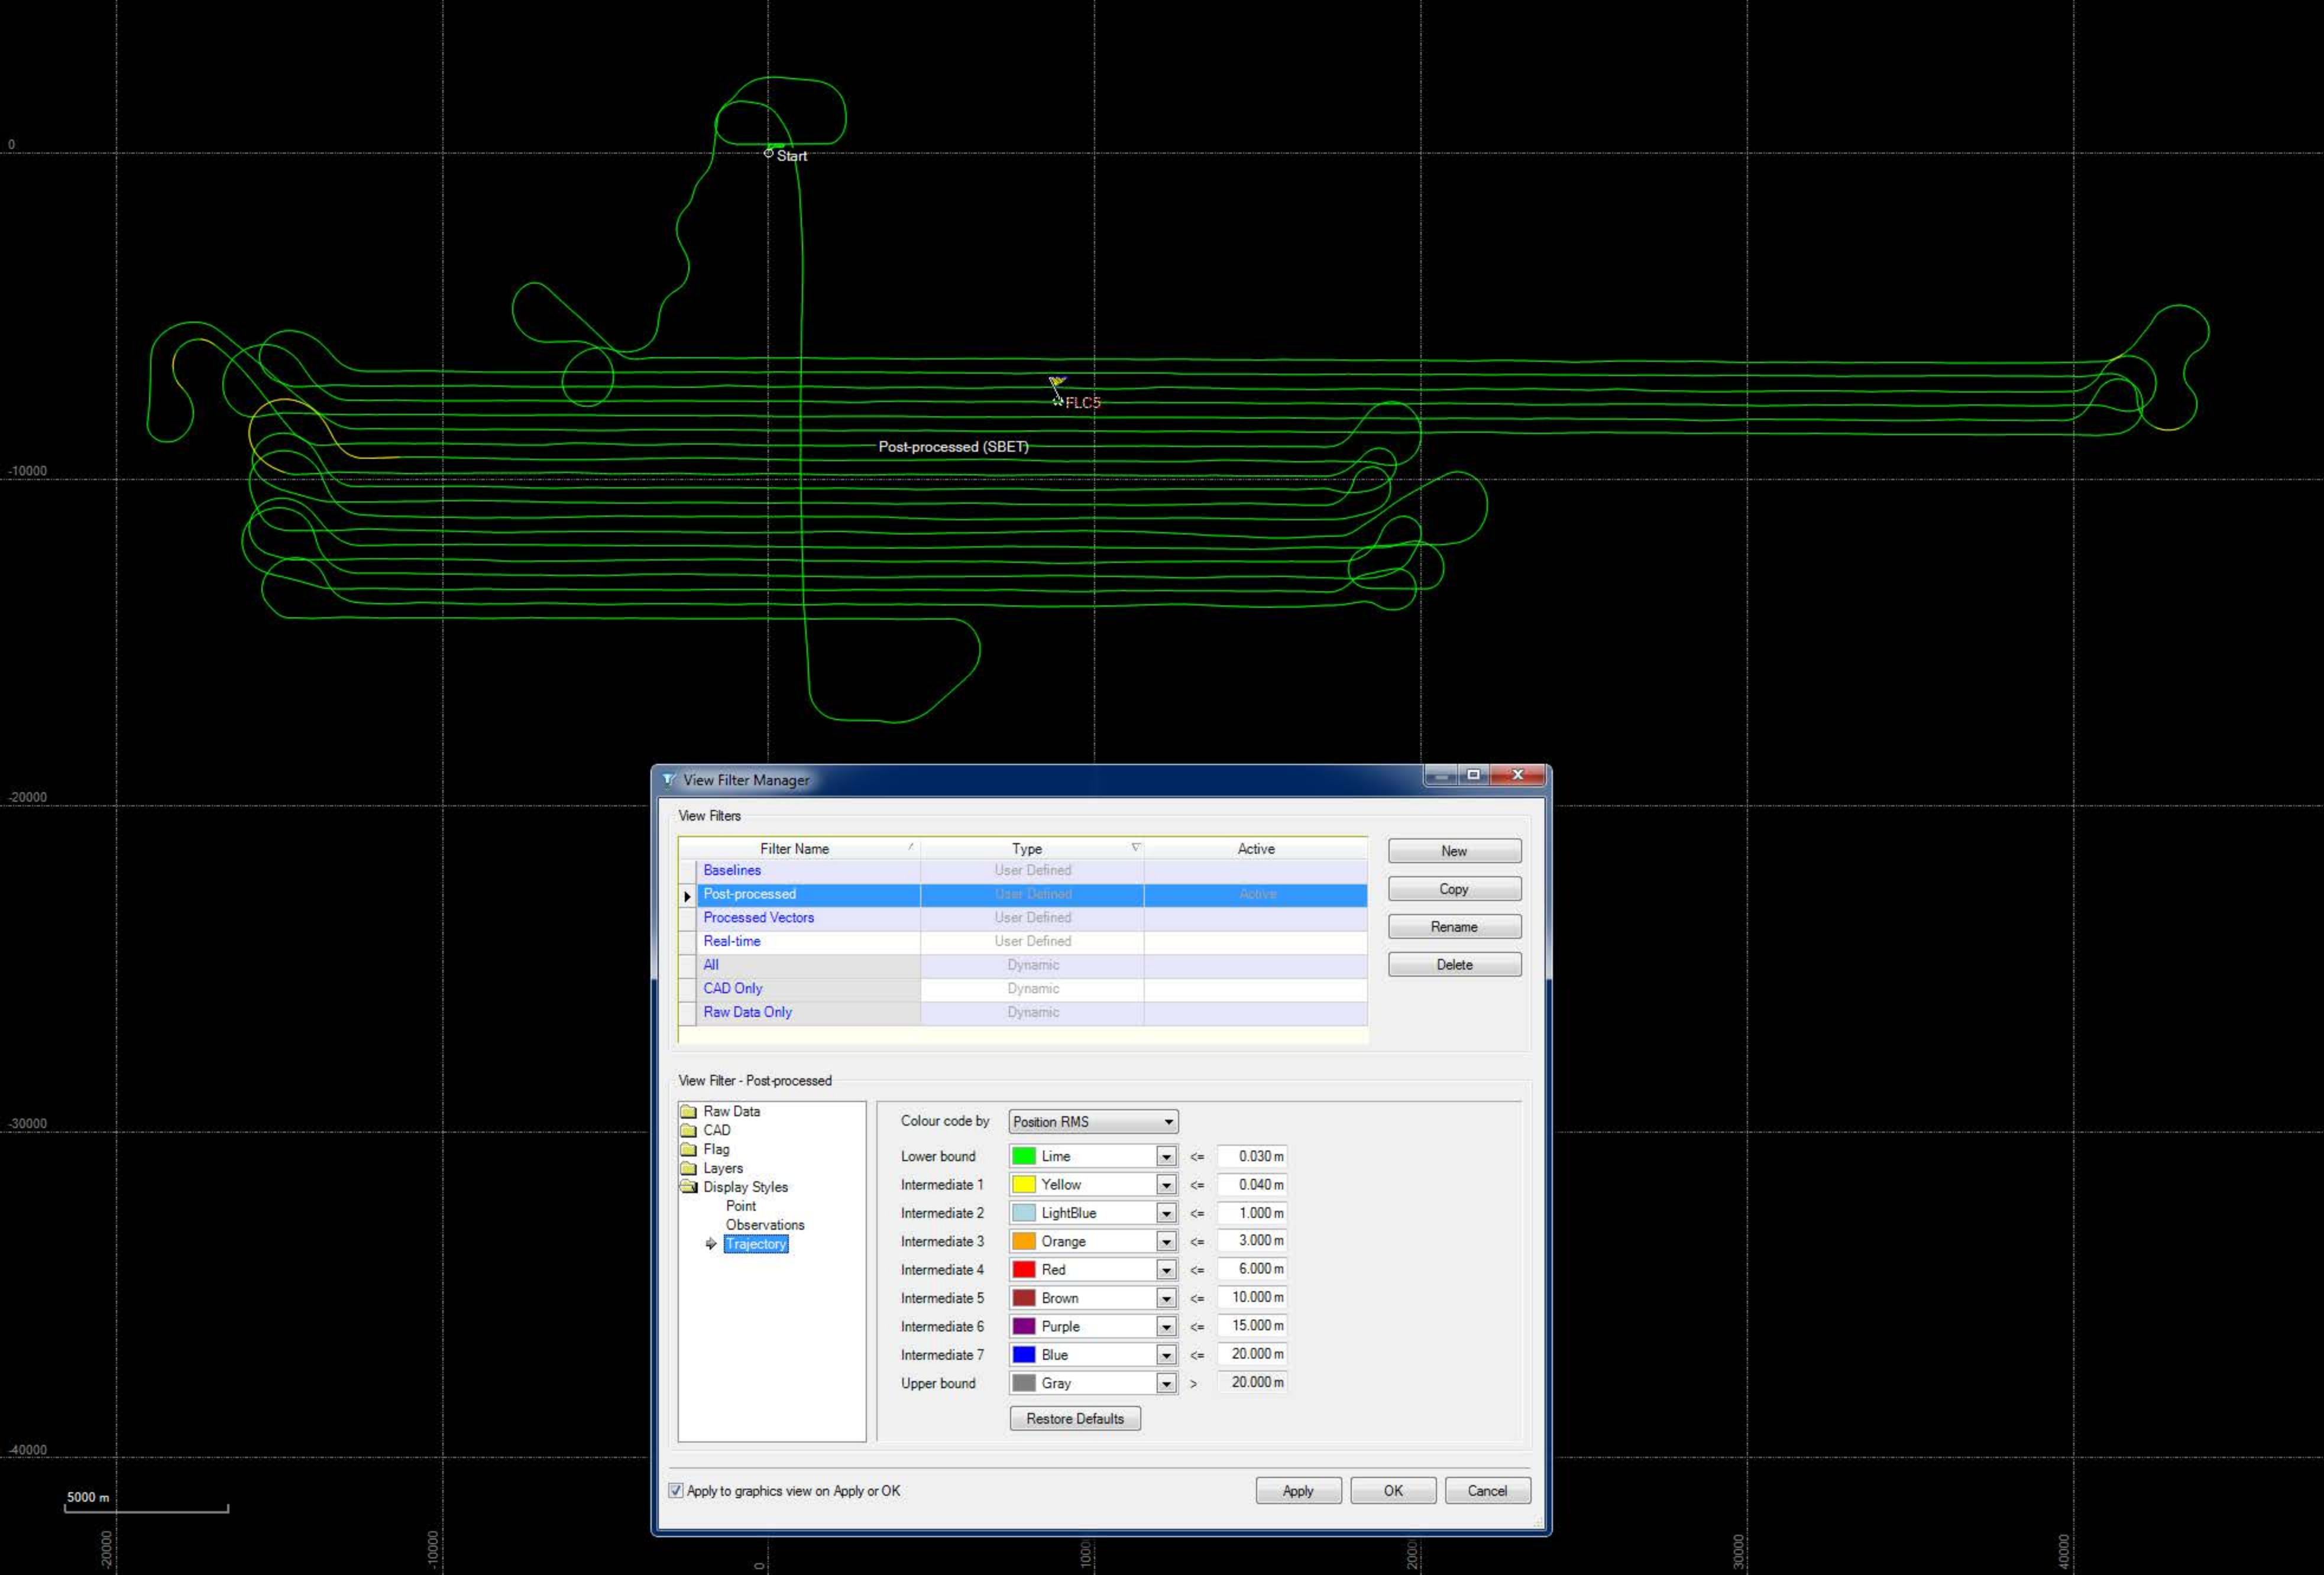 0
Start
FLC5
Post-processed (SBET)
-10000
-20000
-30000
-40000
5000 m
-20000
-10000
0
20000
30000
40000
View Filter Manager
View Filters
Filter Name Type Active
Baselines User Defined
Post-processed User Defined Active
Processed Vectors User Defined
Real-time User Defined
All Dynamic
CAD Only Dynamic
Raw Data Only Dynamic
New
Copy
Rename
Delete
View Filter - Post-processed
Raw Data
CAD
Flag
Layers
Display Styles
Point
Observations
Trajectory
Colour code by Position RMS
Lower bound Lime <= 0.030 m
Intermediate 1 Yellow <= 0.040 m
Intermediate 2 LightBlue <= 1.000 m
Intermediate 3 Orange <= 3.000 m
Intermediate 4 Red <= 6.000 m
Intermediate 5 Brown <= 10.000 m
Intermediate 6 Purple <= 15.000 m
Intermediate 7 Blue <= 20.000 m
Upper bound Gray > 20.000 m
Restore Defaults
Apply to graphics view on Apply or OK
Apply OK Cancel